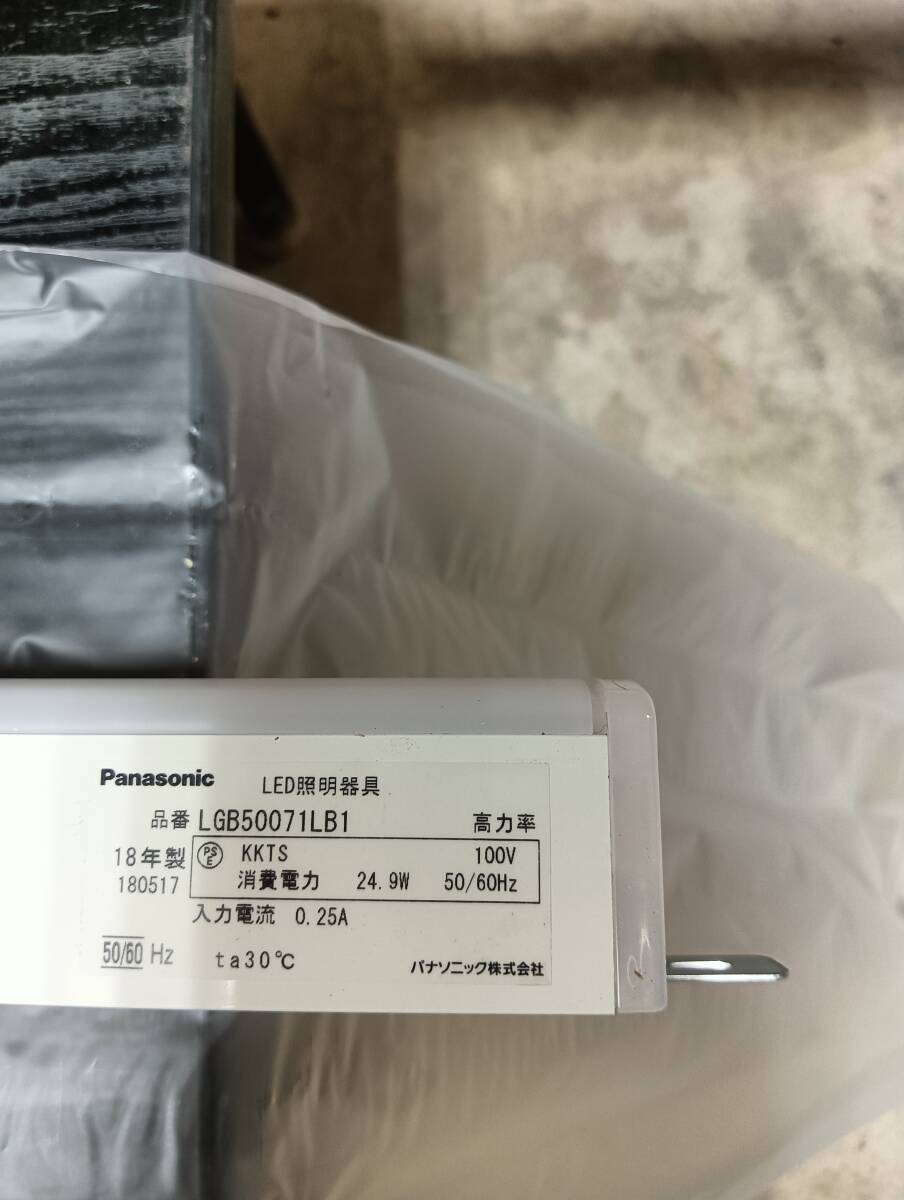 Panasonic LED照明器具
品番 LGB50071LB1 高力率
18年製 PSE KKTS 100V
180517 消費電力 24.9W 50/60Hz
入力電流 0.25A
50/60 Hz ta30℃ パナソニック株式会社